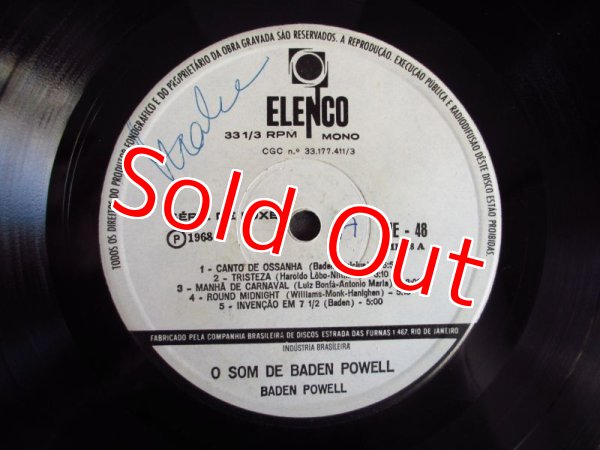 TODOS OS DIREITOS DO PRODUTOR FONOGRÁFICO E DO PROPRIETÁRIO DA OBRA GRAVADA SÃO RESERVADOS. A REPRODUÇÃO, EXECUÇÃO PÚBLICA E RADIODIFUSÃO DÊSTE DISCO ESTÃO PROIBIDAS
ELENCO
33 1/3 RPM MONO
CGC n.º 33.177.411/3
Sold Out
- 48
P 1968
A
1 - CANTO DE OSSANHA (Baden
2 - TRISTEZA (Haroldo Lôbo- 3:10
3 - MANHÃ DE CARNAVAL (Luiz Bonfá-Antonio Maria)
4 - ROUND MIDNIGHT (Williams-Monk-Hanighen) -
5 - INVENÇÃO EM 7 1/2 (Baden) - 5:00
FABRICADO PELA COMPANHIA BRASILEIRA DE DISCOS ESTRADA DAS FURNAS 1 467, RIO DE JANEIRO
INDÚSTRIA BRASILEIRA
O SOM DE BADEN POWELL
BADEN POWELL